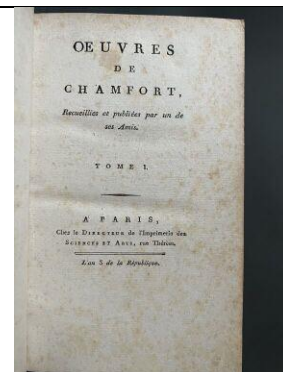 OEUVRES
DE
CHAMFORT,
Recueillies et publiées par un de
ses Amis.
TOME I.
A PARIS,
Chez le DIRECTEUR de l'Imprimerie des
SCIENCES ET ARTS, rue Thérèse.
L'an 3 de la République.